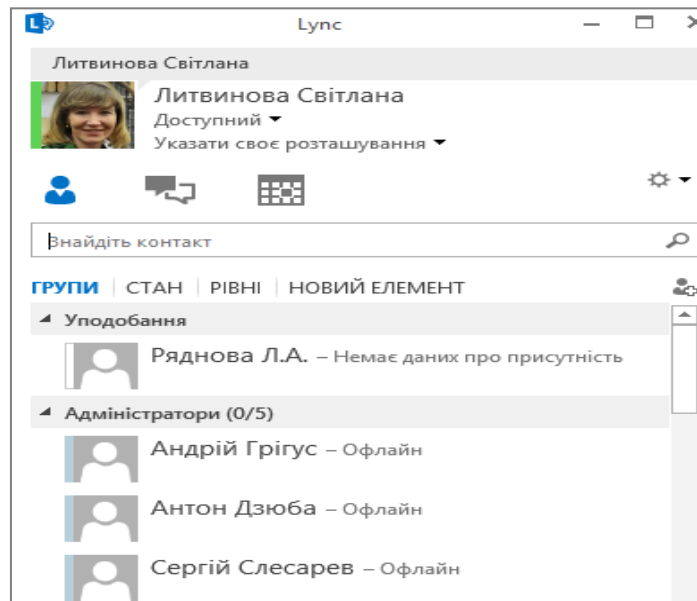 Lync
Литвинова Світлана
Литвинова Світлана
Доступний
Указати своє розташування
Знайдіть контакт
ГРУПИ СТАН РІВНІ НОВИЙ ЕЛЕМЕНТ
Уподобання
Ряднова Л.А. – Немає даних про присутність
Адміністратори (0/5)
Андрій Грігус – Офлайн
Антон Дзюба – Офлайн
Сергій Слесарев – Офлайн